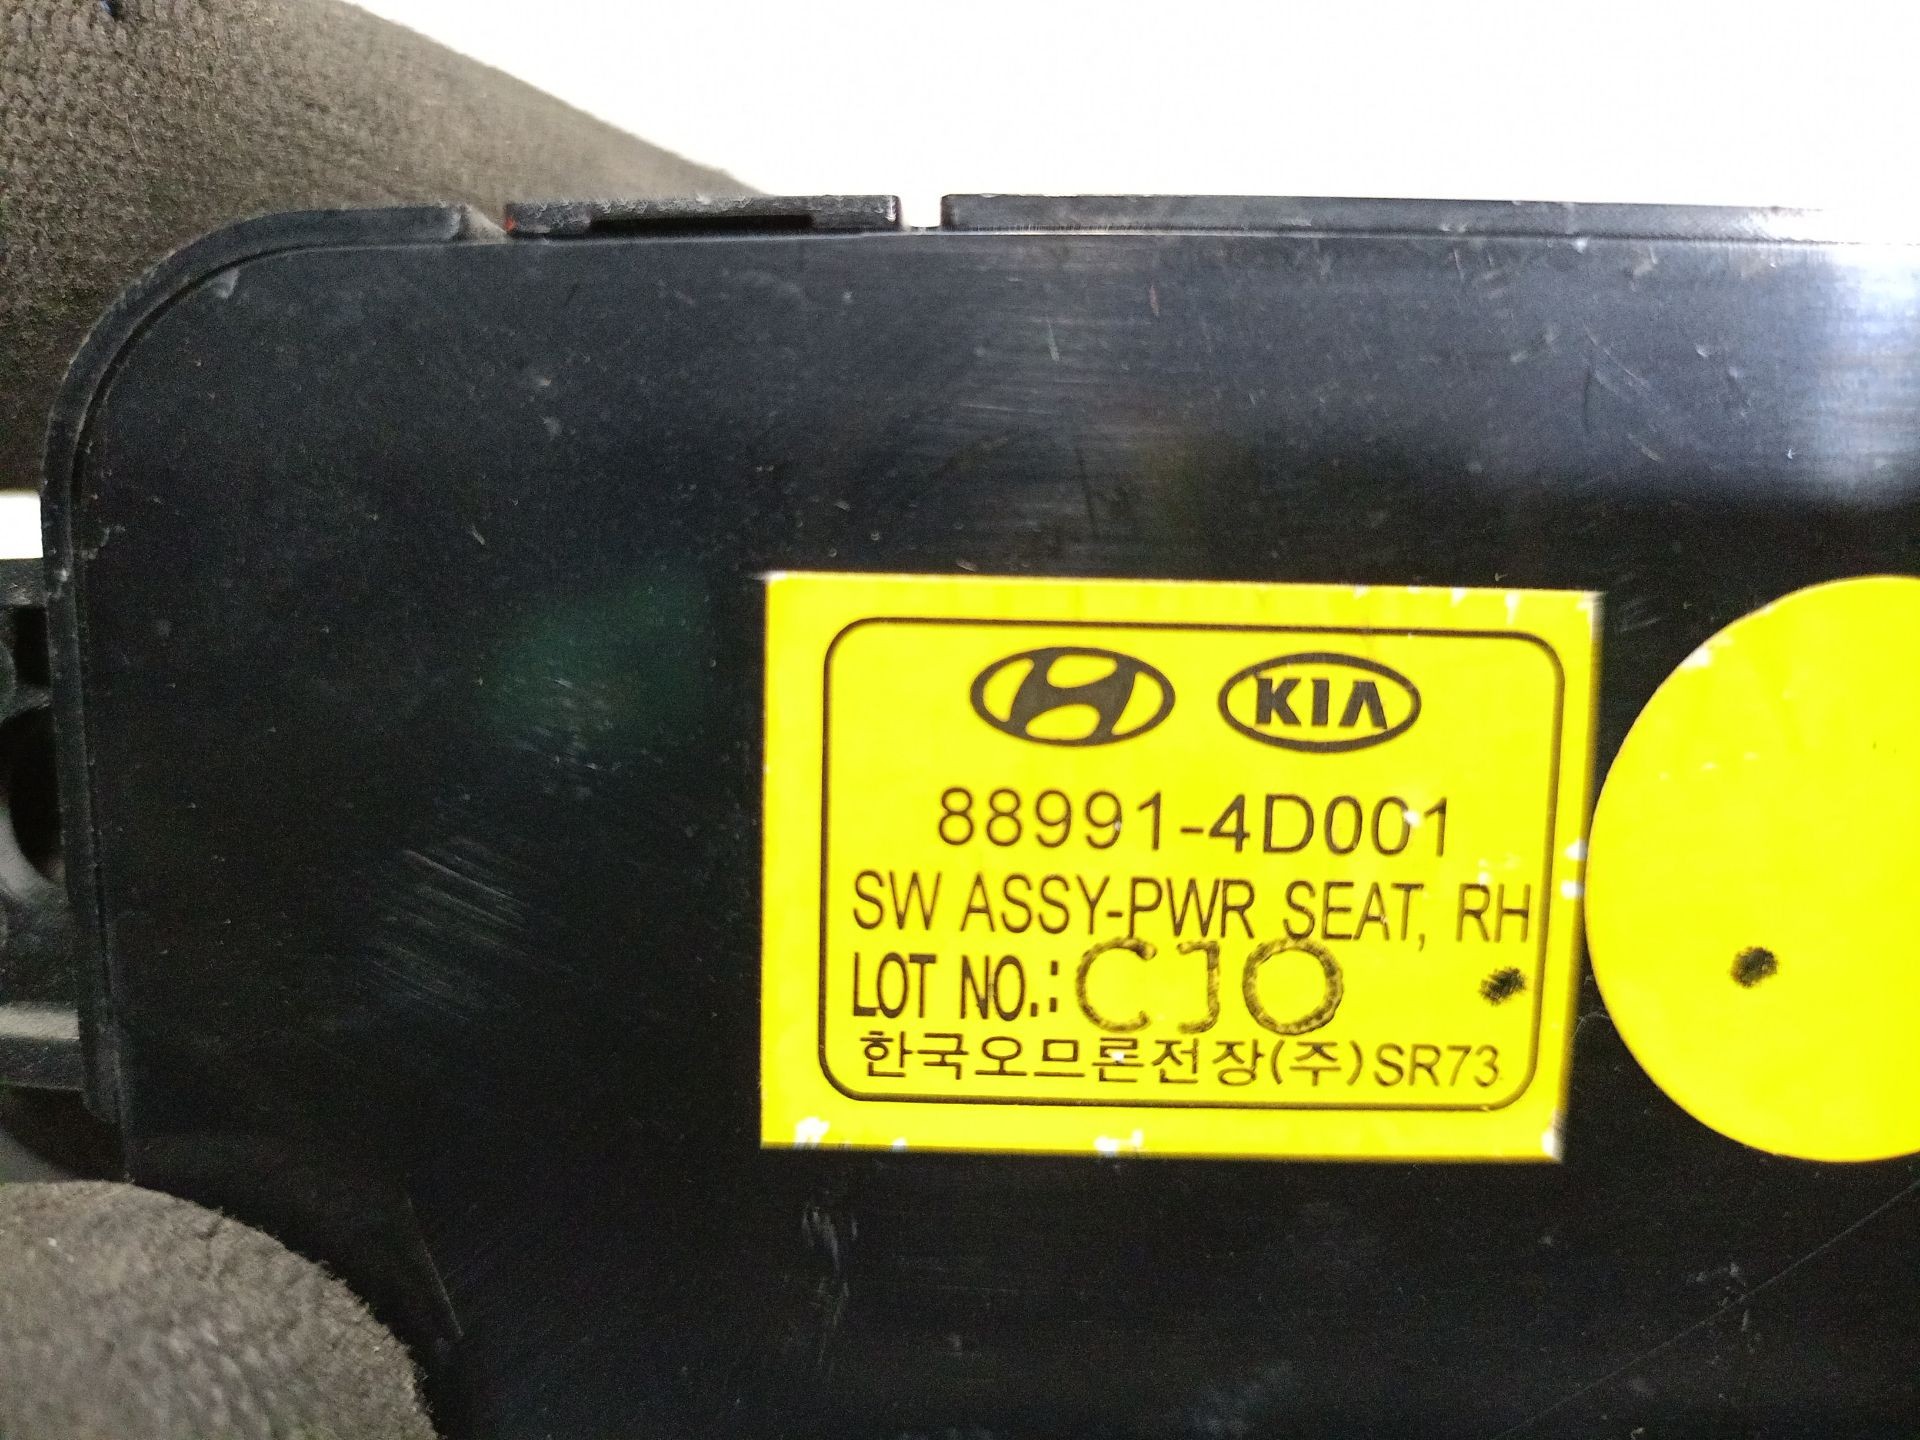 KIA
88991-4D001
SW ASSY-PWR SEAT, RH
LOT NO.: CJO
한국오므론전장(주)SR73